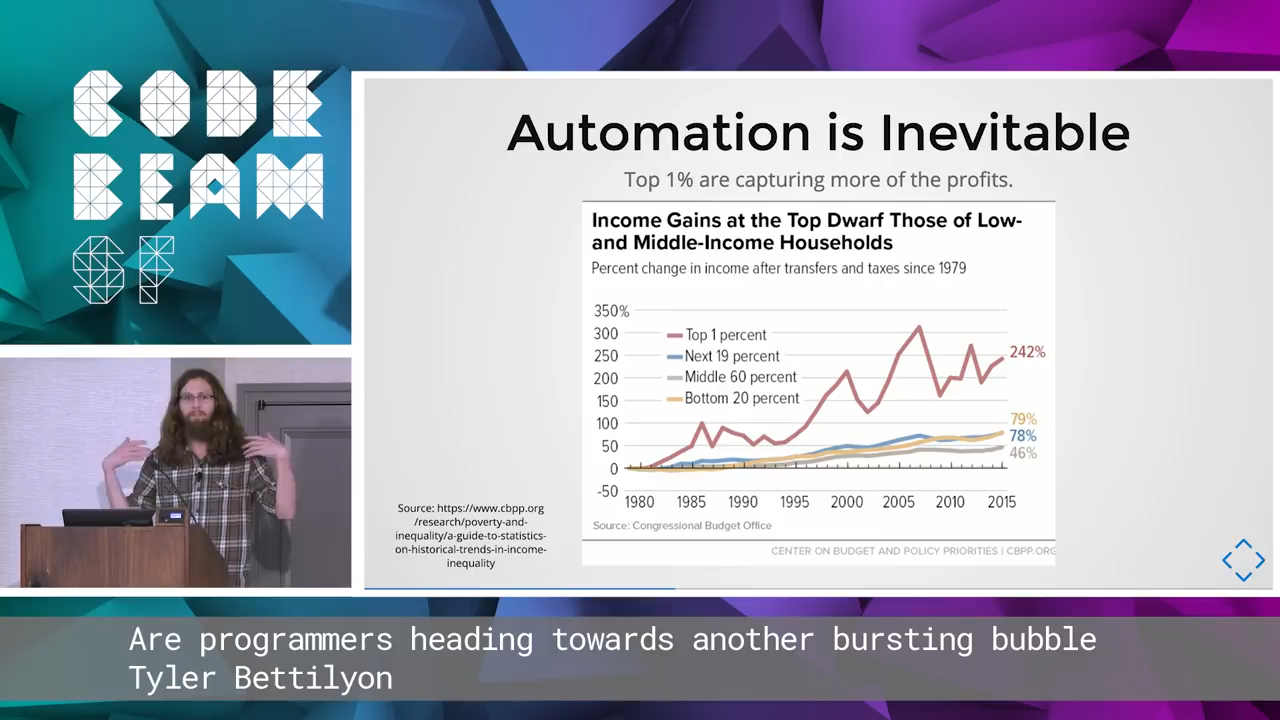 CODE
BEAM
SF
Automation is Inevitable
Top 1% are capturing more of the profits.
Income Gains at the Top Dwarf Those of Low-
and Middle-Income Households
Percent change in income after transfers and taxes since 1979
350%
300
250
200
150
100
50
0
-50
Top 1 percent
Next 19 percent
Middle 60 percent
Bottom 20 percent
242%
79%
78%
46%
1980 1985 1990 1995 2000 2005 2010 2015
Source: Congressional Budget Office
CENTER ON BUDGET AND POLICY PRIORITIES | CBPP.ORG
Source: https://www.cbpp.org
/research/poverty-and-
inequality/a-guide-to-statistics-
on-historical-trends-in-income-
inequality
Are programmers heading towards another bursting bubble
Tyler Bettilyon